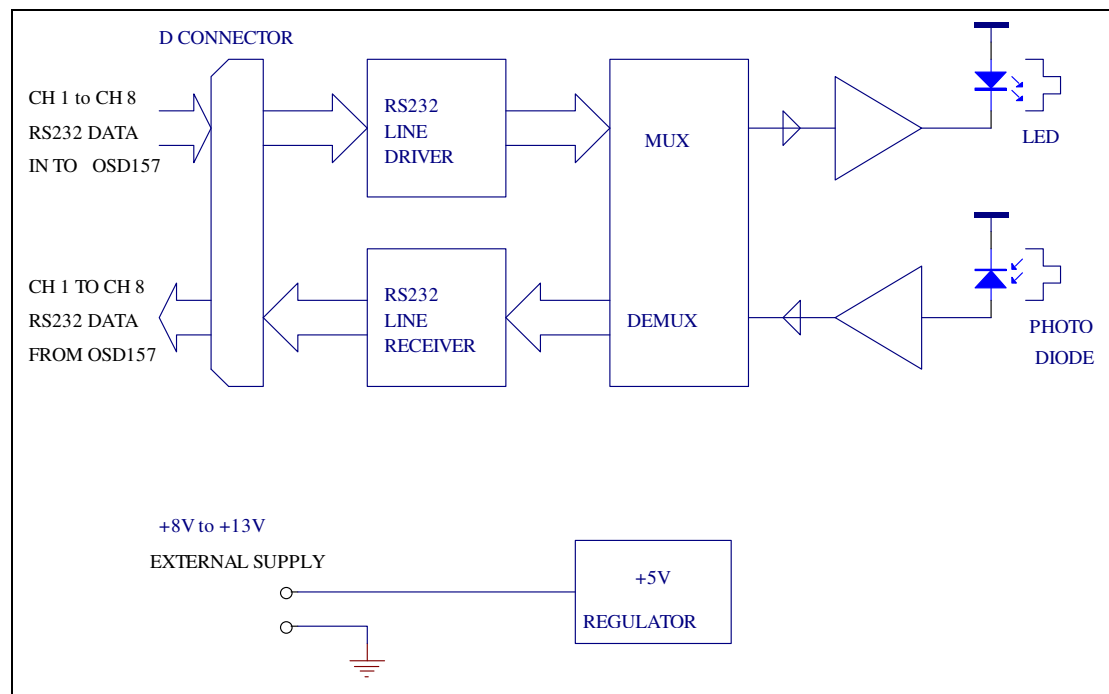 D CONNECTOR
CH 1 to CH 8
RS232 DATA
IN TO OSD157
RS232
LINE
DRIVER
MUX
LED
CH 1 TO CH 8
RS232 DATA
FROM OSD157
RS232
LINE
RECEIVER
DEMUX
PHOTO
DIODE
+8V to +13V
EXTERNAL SUPPLY
+5V
REGULATOR